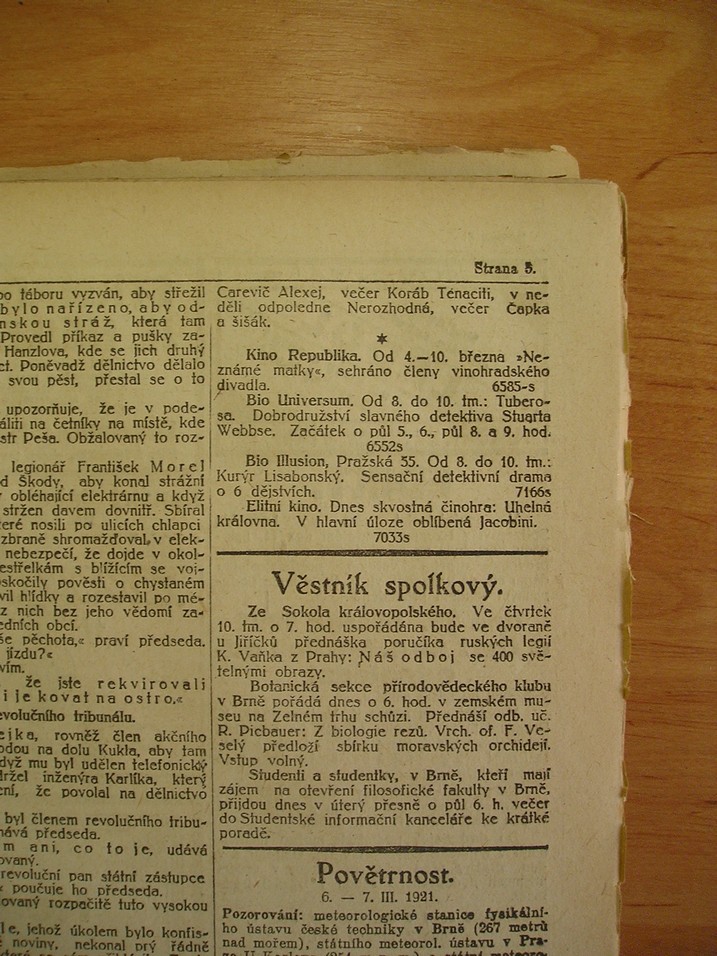 Strana 5.
po táboru vyzván, aby střežil
bylo nařízeno, aby od-
nskou stráž, která tam
Provedl příkaz a pušky za-
Hanzlova, kde se jich druhý
ct. Poněvadž dělnictvo dělalo
svou pěst, přestal se o to
upozorňuje, že je v pode-
áliti na četníky na místě, kde
str Peša. Obžalovaný to roz-
legionář František Morel
d Škody, aby konal strážní
obléhající elektrárnu a když
stržen davem dovnitř. Sbíral
teré nosili po ulicích chlapci
zbraně shromažďoval v elek-
nebezpečí, že dojde v okol-
estřelkám s blížícím se voj-
skočily pověsti o chystaném
vil hlídky a rozestavil po mé-
z nich bez jeho vědomí za-
edních obcí.
še pěchota,« praví předseda.
jízdu?«
vím.
že jste rekvirovali
i je kovat na ostro.«
evolučního tribunálu.
ejka, rovněž člen akčního
odou na dolu Kukla, aby tam
dyž mu byl udělen telefonický
držel inženýra Karlíka, který
ení, že povolal na dělnictvo
byl členem revolučního tribu-
nává předseda.
m ani, co to je, udává
ovaný.
revoluční pan státní zástupce
« poučuje ho předseda.
ovaný rozpačitě tuto vysokou
le, jehož úkolem bylo konfis-
noviny, nekonal prý řádně
Carevič Alexej, večer Koráb Tenaciti, v ne-
děli odpoledne Nerozhodná, večer Čapka
a šišák.
*
Kino Republika. Od 4.—10. března »Ne-
známé matky«, sehráno členy vinohradského
divadla. 6585-s
Bio Universum. Od 8. do 10. tm.: Tubero-
sa. Dobrodružství slavného detektiva Stuarta
Webbse. Začátek o půl 5., 6., půl 8. a 9. hod.
6552s
Bio Illusion, Pražská 55. Od 8. do 10. tm.:
Kurýr Lisabonský. Sensační detektivní drama
o 6 dějstvích. 7166s
Elitní kino. Dnes skvostná činohra: Uhelná
královna. V hlavní úloze oblíbená Jacobini.
7033s
Věstník spolkový.
Ze Sokola královopolského. Ve čtvrtek
10. tm. o 7. hod. uspořádána bude ve dvoraně
u Jiříčků přednáška poručíka ruských legií
K. Vaňka z Prahy: Náš odboj se 400 svě-
telnými obrazy.
Botanická sekce přírodovědeckého klubu
v Brně pořádá dnes o 6. hod. v zemském mu-
seu na Zelném trhu schůzi. Přednáší odb. uč.
R. Picbauer: Z biologie rezů. Vrch. of. F. Ve-
selý předloží sbírku moravských orchidejí.
Vstup volný.
Studenti a studentky, v Brně, kteří mají
zájem na otevření filosofické fakulty v Brně,
přijdou dnes v úterý přesně o půl 6. h. večer
do Studentské informační kanceláře ke krátké
poradě.
Povětrnost.
6. — 7. III. 1921.
Pozorování: meteorologické stanice fysikální-
ho ústavu české techniky v Brně (267 metrů
nad mořem), státního meteorol. ústavu v Pra-